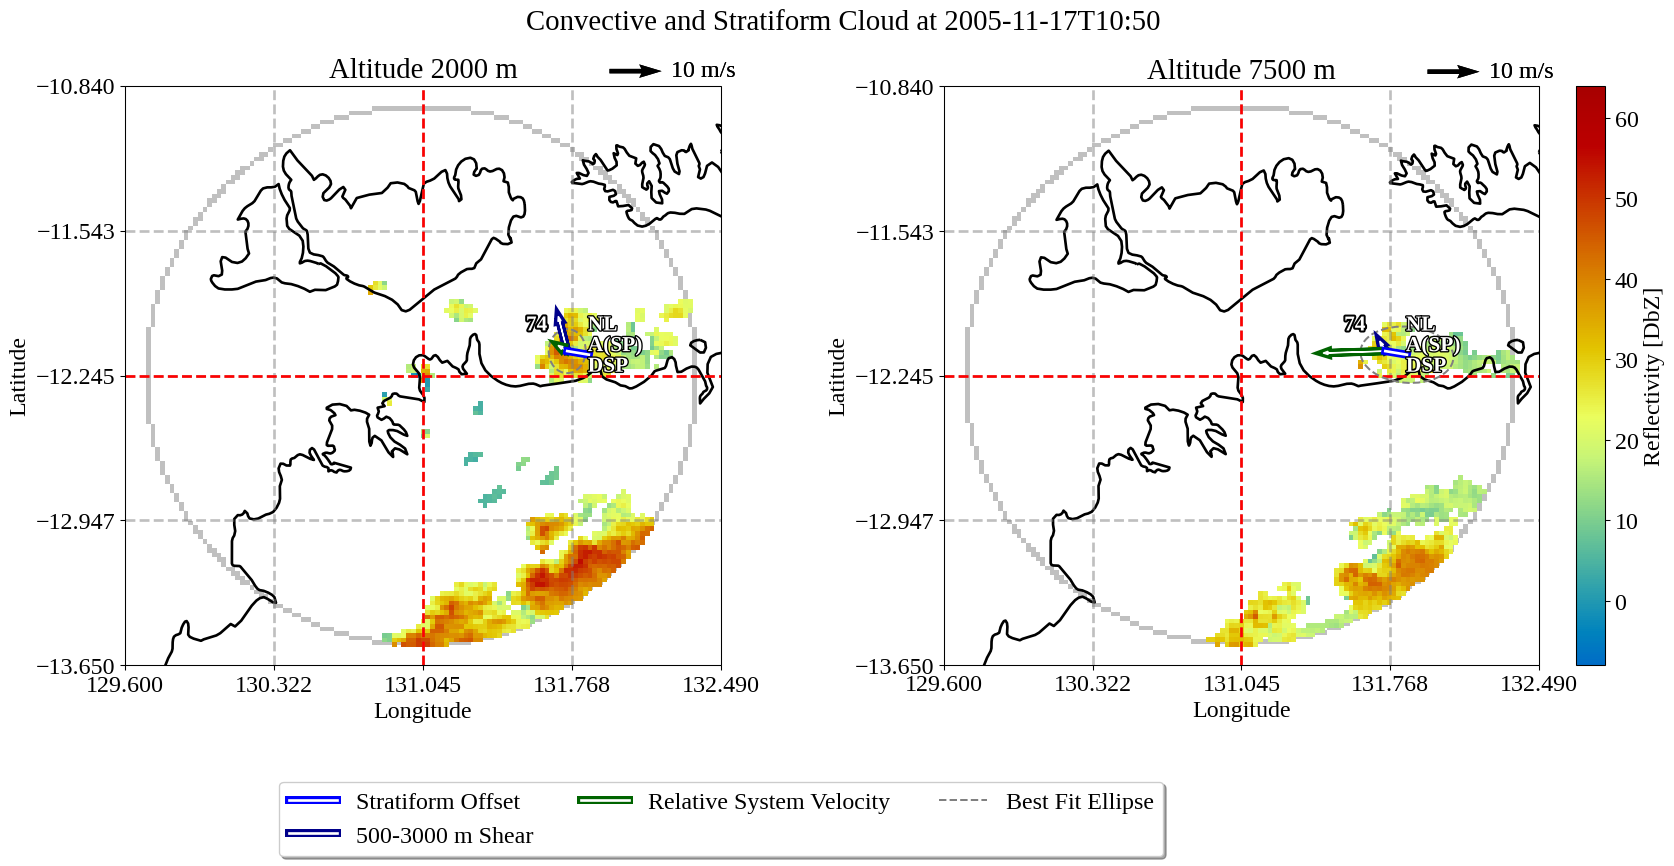 Convective and Stratiform Cloud at 2005-11-17T10:50
Altitude 2000 m
10 m/s
Altitude 7500 m
10 m/s
−10.840
−11.543
−12.245
−12.947
−13.650
129.600
130.322
131.045
131.768
132.490
Longitude
Latitude
74
NL
A(SP)
DSP
−10.840
−11.543
−12.245
−12.947
−13.650
129.600
130.322
131.045
131.768
132.490
Longitude
Latitude
74
NL
A(SP)
DSP
60
50
40
30
20
10
0
Reflectivity [DbZ]
Stratiform Offset
500-3000 m Shear
Relative System Velocity
Best Fit Ellipse